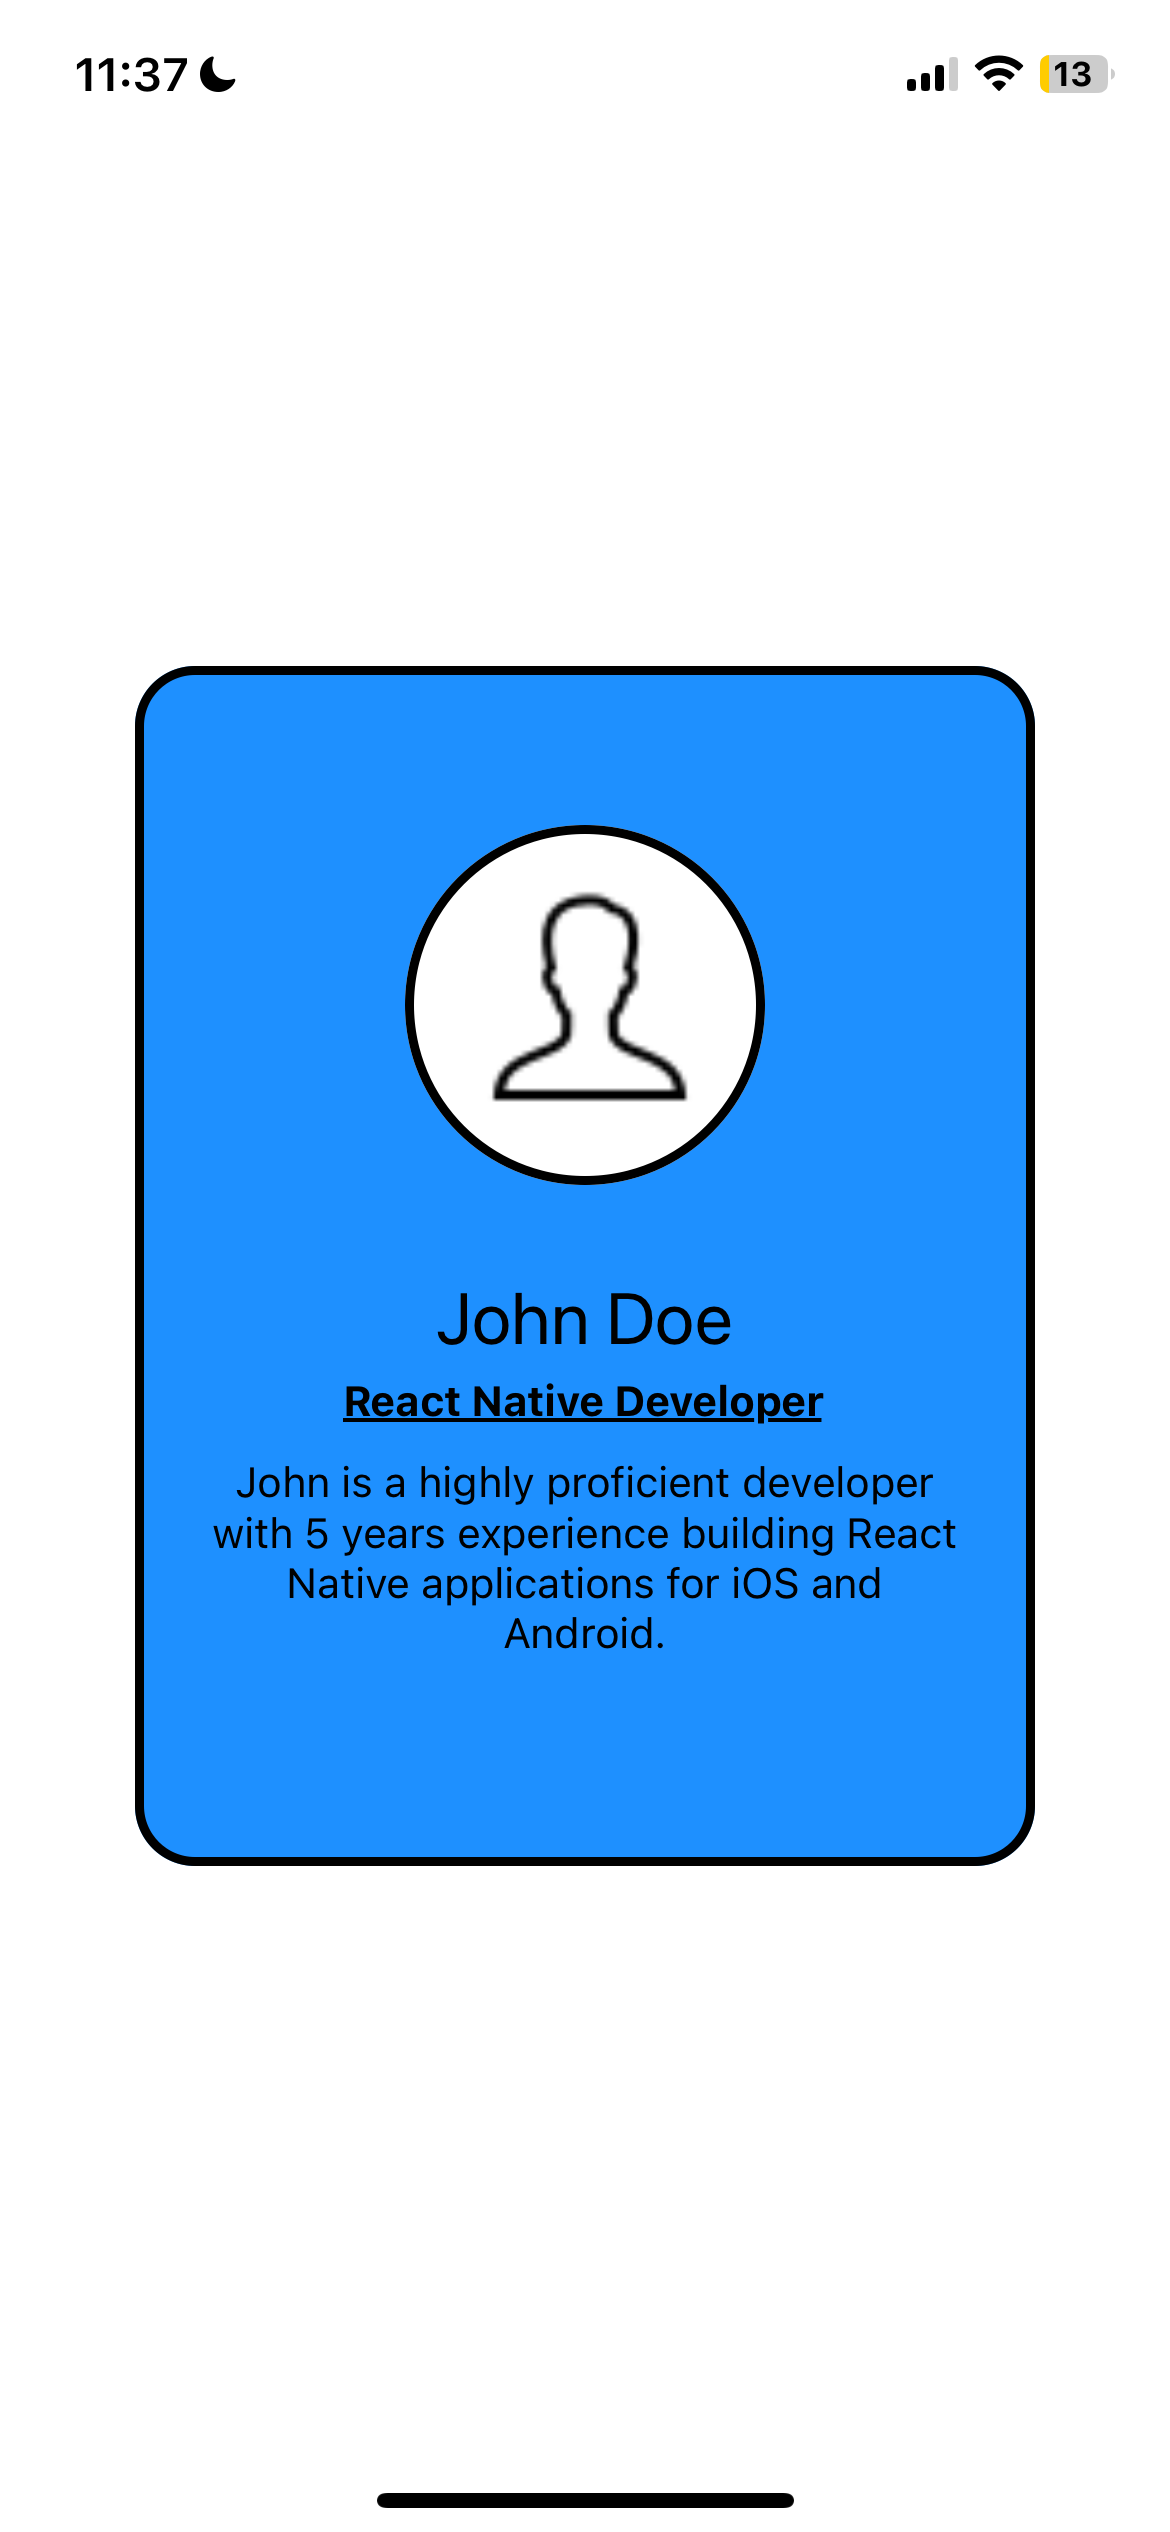 11:37
13
John Doe
React Native Developer
John is a highly proficient developer
with 5 years experience building React
Native applications for iOS and
Android.